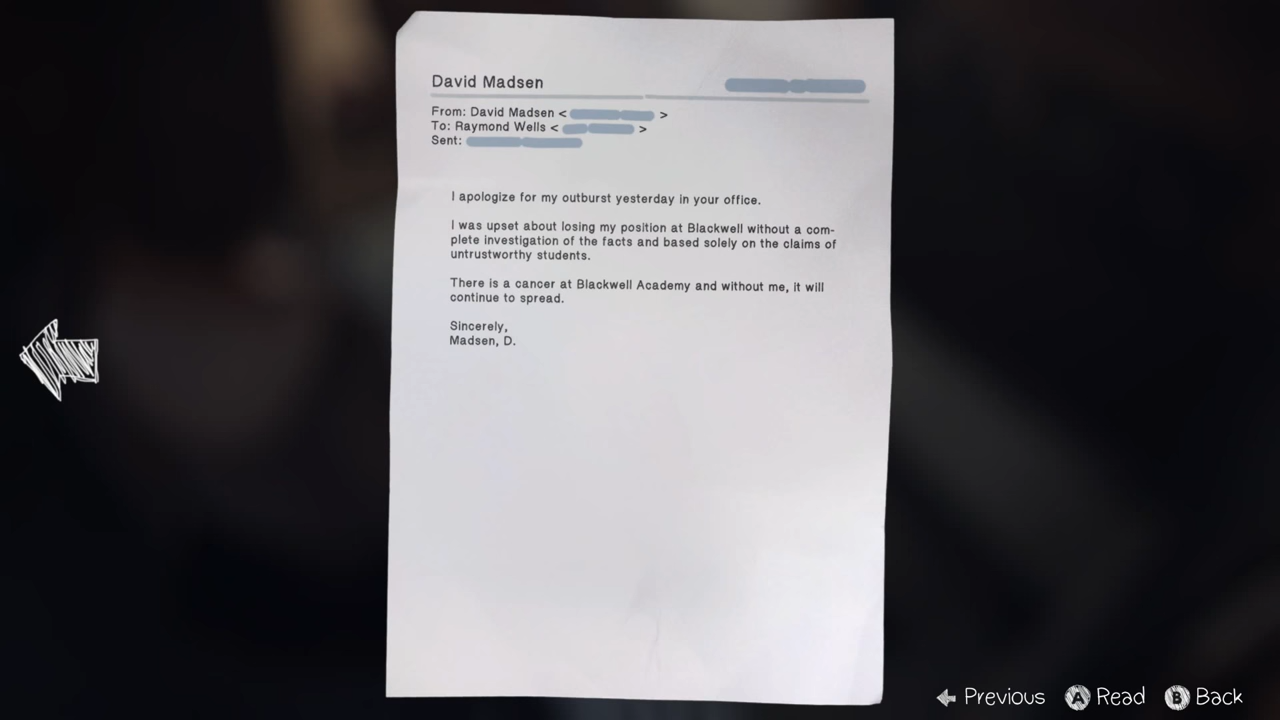 David Madsen
From: David Madsen < >
To: Raymond Wells < >
Sent:
I apologize for my outburst yesterday in your office.
I was upset about losing my position at Blackwell without a com-
plete investigation of the facts and based solely on the claims of
untrustworthy students.
There is a cancer at Blackwell Academy and without me, it will
continue to spread.
Sincerely,
Madsen, D.
Previous A Read B Back